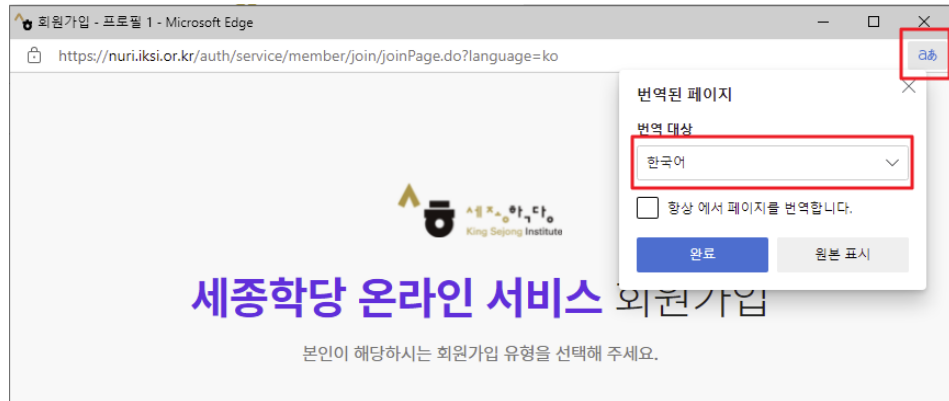 회원가입 - 프로필 1 - Microsoft Edge
https://nuri.iksi.or.kr/auth/service/member/join/joinPage.do?language=ko
aあ
번역된 페이지
번역 대상
한국어
항상 에서 페이지를 번역합니다.
완료 원본 표시
세종학당
King Sejong Institute
세종학당 온라인 서비스 회원가입
본인이 해당하시는 회원가입 유형을 선택해 주세요.